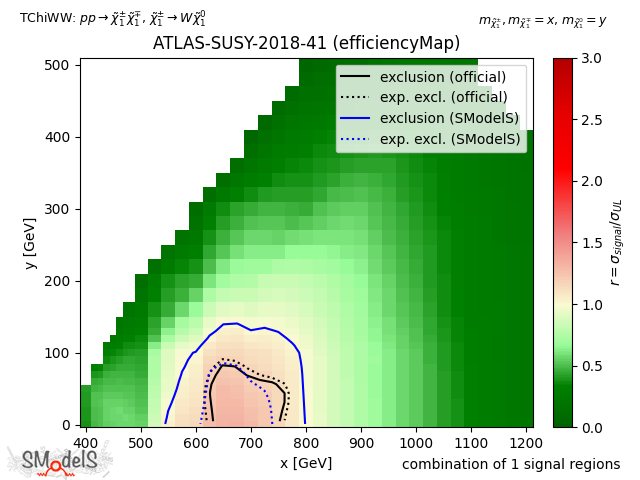 TChiWW: pp → χ̃₁^± χ̃₁^∓, χ̃₁^± → W χ̃₁^0
m_χ̃₁^±, m_χ̃₁^∓ = x, m_χ̃₁^0 = y
ATLAS-SUSY-2018-41 (efficiencyMap)
exclusion (official)
exp. excl. (official)
exclusion (SModelS)
exp. excl. (SModelS)
500
400
300
200
100
0
y [GeV]
400 500 600 700 800 900 1000 1100 1200
x [GeV]
3.0
2.5
2.0
1.5
1.0
0.5
0.0
r = σ_signal/σ_UL
SModelS
combination of 1 signal regions